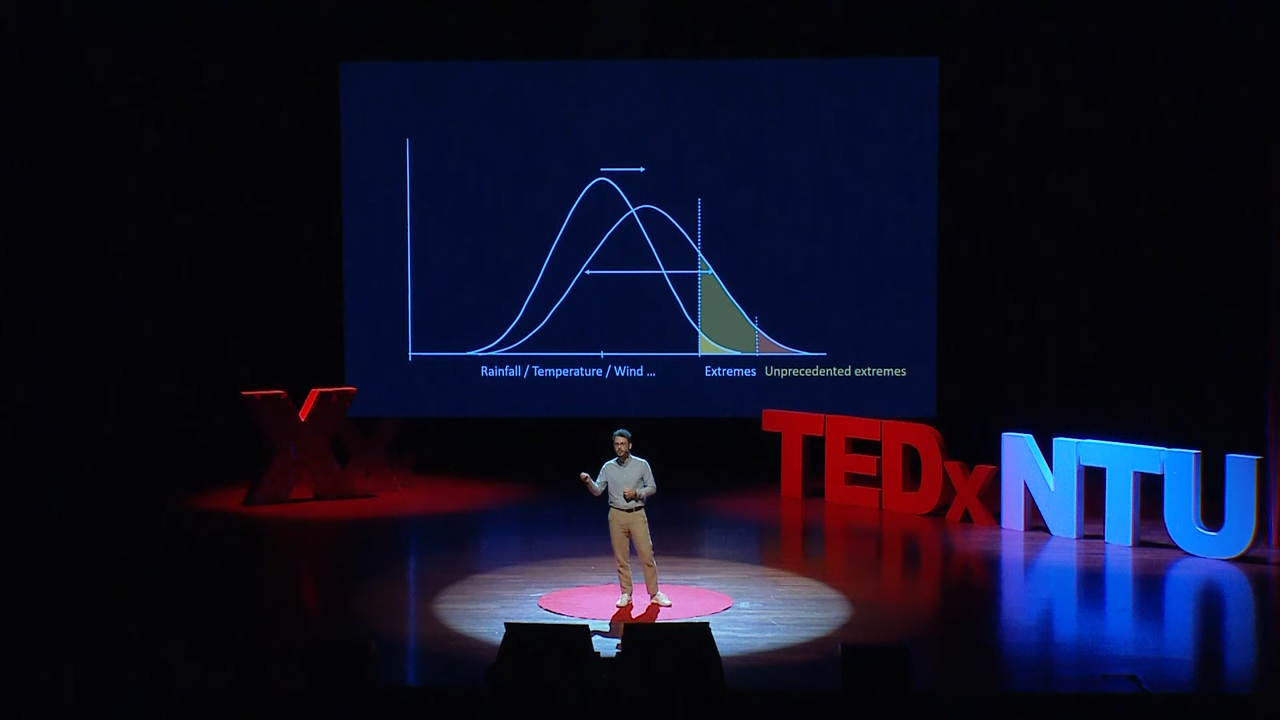 Rainfall / Temperature / Wind ...
Extremes
Unprecedented extremes
X
TEDxNTU